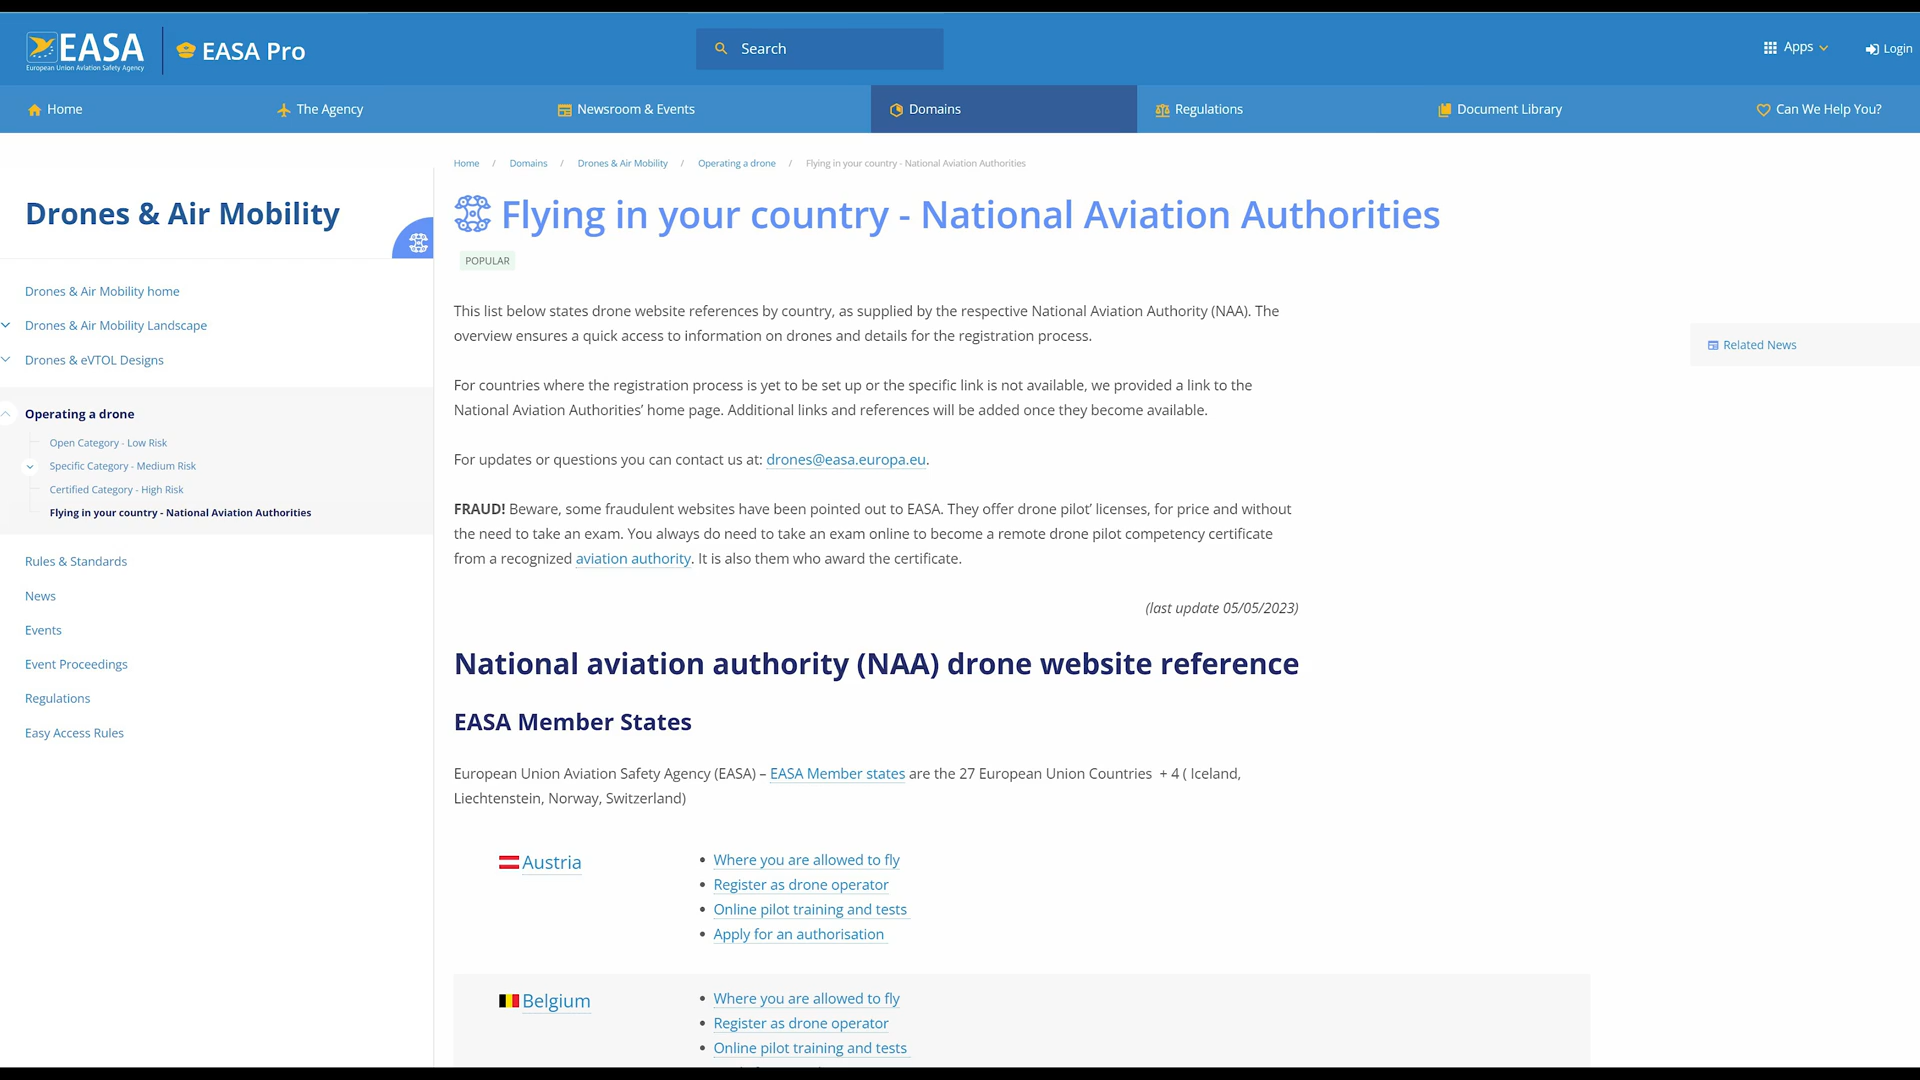 EASA
European Union Aviation Safety Agency
EASA Pro
Search
Apps
Login
Home
The Agency
Newsroom & Events
Domains
Regulations
Document Library
Can We Help You?
Home / Domains / Drones & Air Mobility / Operating a drone / Flying in your country - National Aviation Authorities
Drones & Air Mobility
Drones & Air Mobility home
Drones & Air Mobility Landscape
Drones & eVTOL Designs
Operating a drone
Open Category - Low Risk
Specific Category - Medium Risk
Certified Category - High Risk
Flying in your country - National Aviation Authorities
Rules & Standards
News
Events
Event Proceedings
Regulations
Easy Access Rules
Flying in your country - National Aviation Authorities
POPULAR
This list below states drone website references by country, as supplied by the respective National Aviation Authority (NAA). The
overview ensures a quick access to information on drones and details for the registration process.
For countries where the registration process is yet to be set up or the specific link is not available, we provided a link to the
National Aviation Authorities’ home page. Additional links and references will be added once they become available.
For updates or questions you can contact us at: drones@easa.europa.eu.
FRAUD! Beware, some fraudulent websites have been pointed out to EASA. They offer drone pilot’ licenses, for price and without
the need to take an exam. You always do need to take an exam online to become a remote drone pilot competency certificate
from a recognized aviation authority. It is also them who award the certificate.
(last update 05/05/2023)
National aviation authority (NAA) drone website reference
EASA Member States
European Union Aviation Safety Agency (EASA) – EASA Member states are the 27 European Union Countries + 4 ( Iceland,
Liechtenstein, Norway, Switzerland)
Austria
• Where you are allowed to fly
• Register as drone operator
• Online pilot training and tests
• Apply for an authorisation
Belgium
• Where you are allowed to fly
• Register as drone operator
• Online pilot training and tests
Related News